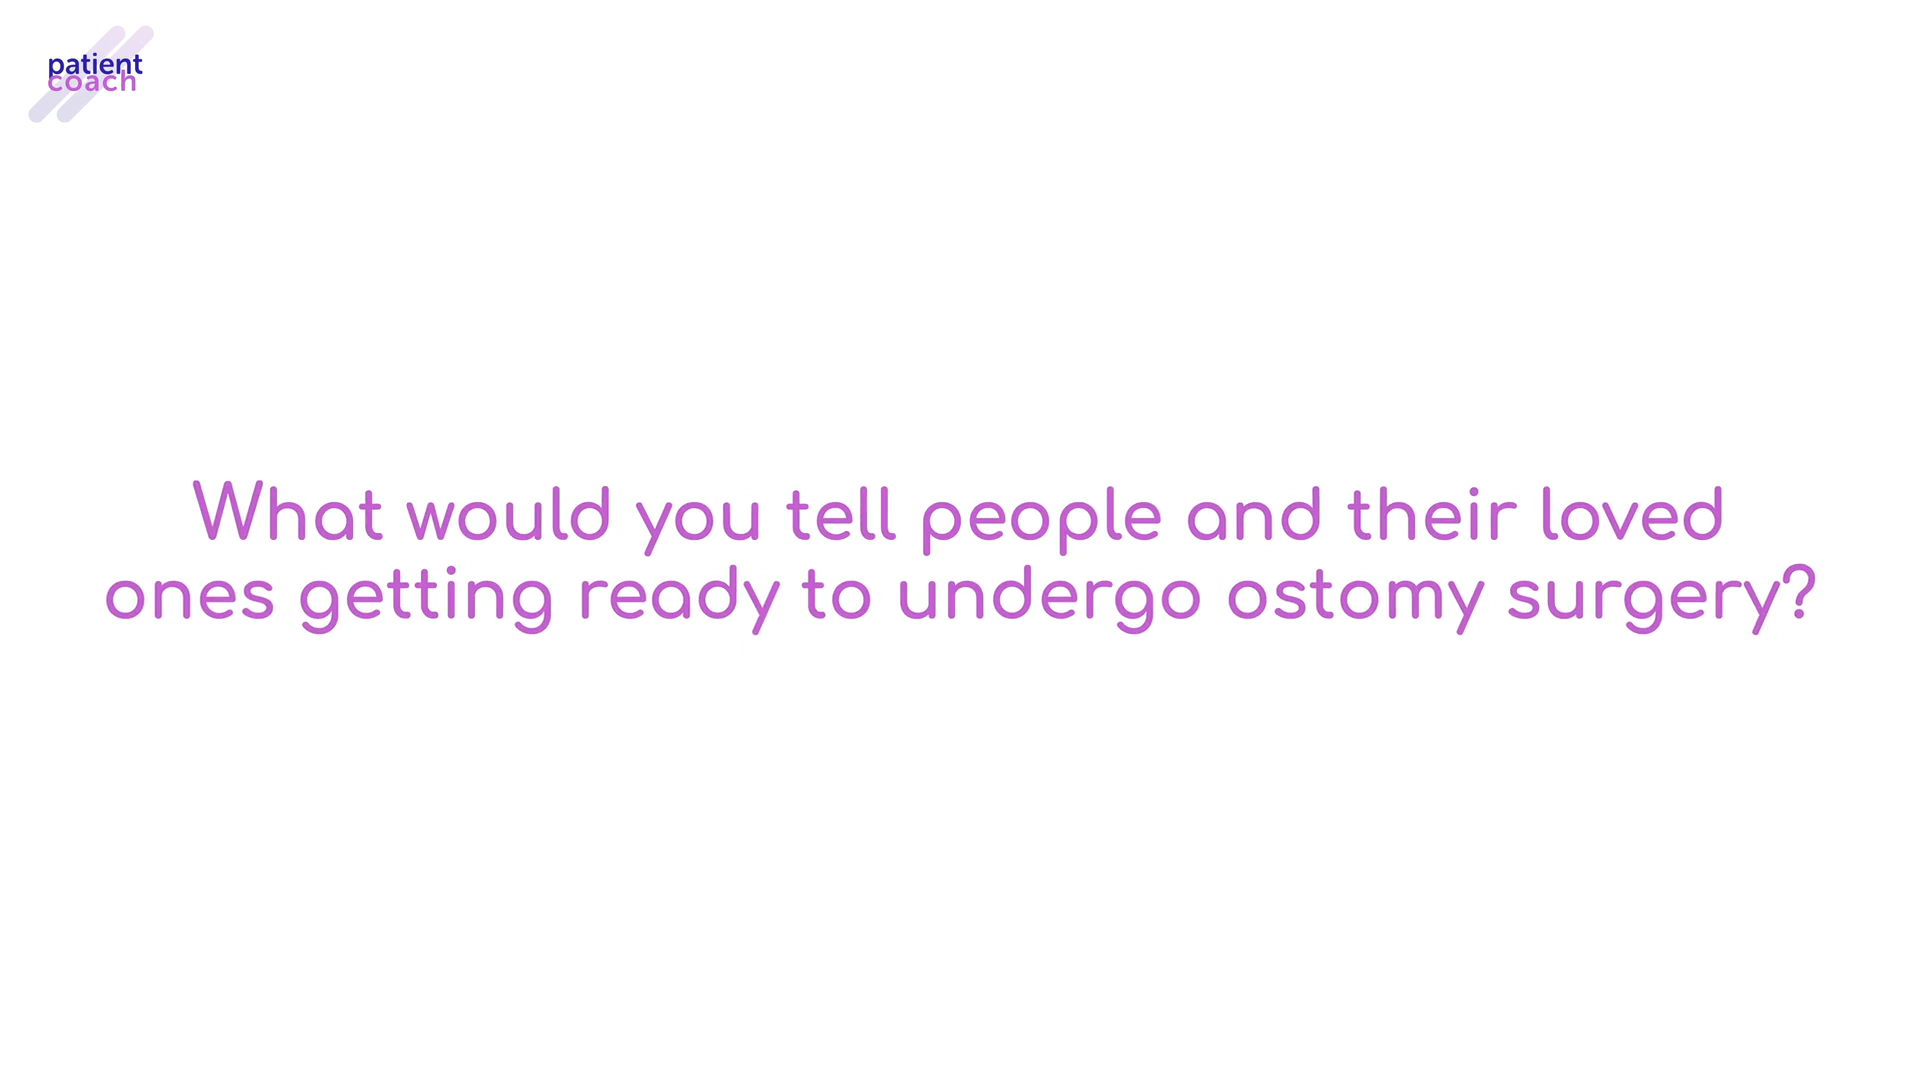 patient
coach
What would you tell people and their loved
ones getting ready to undergo ostomy surgery?